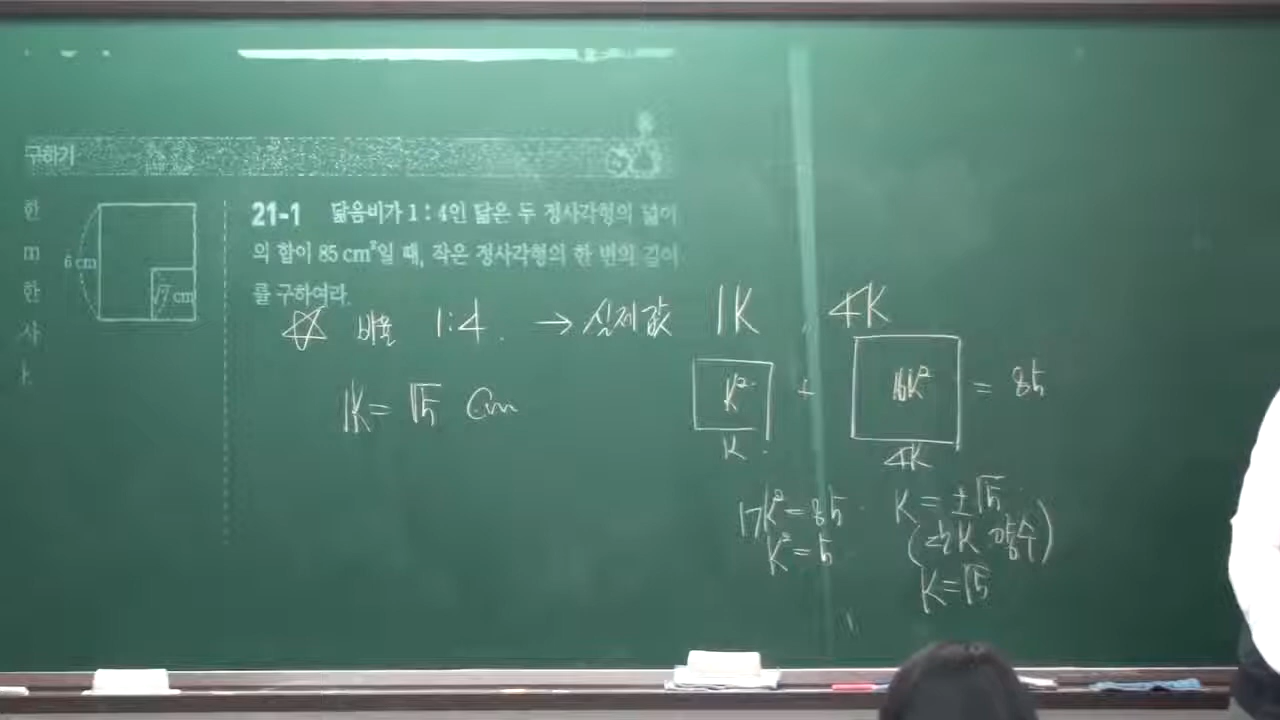 구하기
한
m
한
사
6 cm
√7 cm
21-1 닮음비가 1 : 4인 닮은 두 정사각형의 넓이
의 합이 85 cm²일 때, 작은 정사각형의 한 변의 길이
를 구하여라.
☆ 비율 1:4. → 실제값 1K, 4K
K² + 16K² = 85
K 4K
1K = √5 cm
17K² = 85
K² = 5
K = ±√5
K 양수)
K = √5